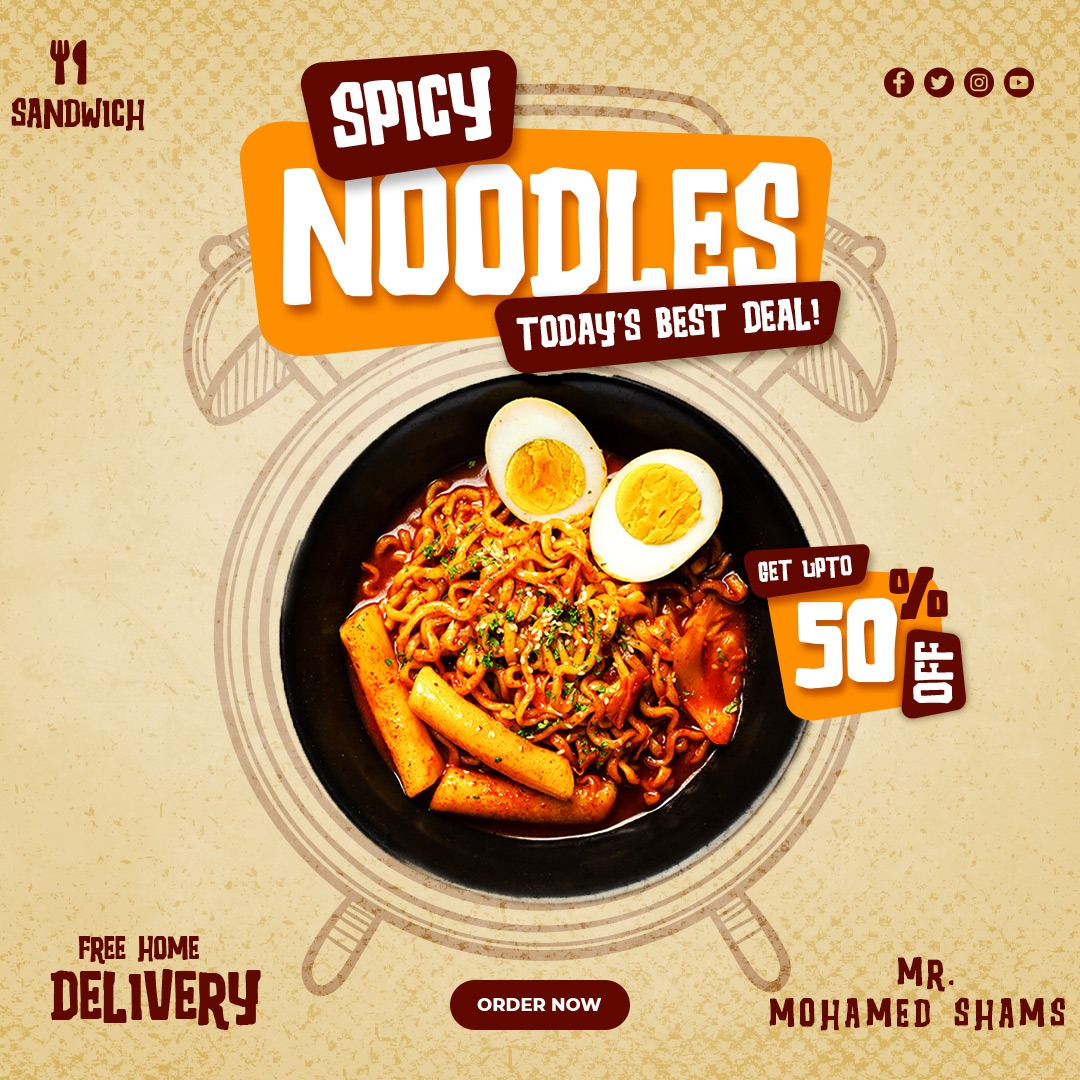 SANDWICH
SPICY
NOODLES
TODAY'S BEST DEAL!
GET UPTO
50%
OFF
FREE HOME
DELIVERY
ORDER NOW
MR.
MOHAMED SHAMS